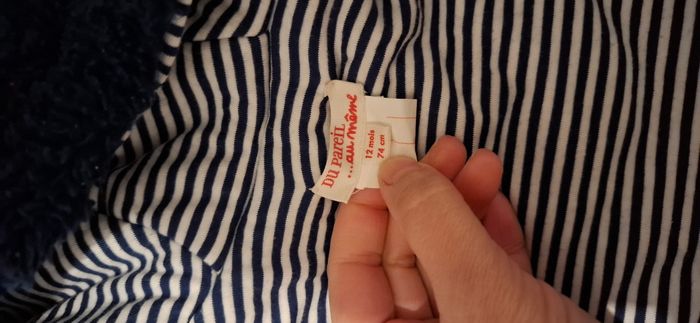 DU PAREIL
...au même
12 mois
74 cm